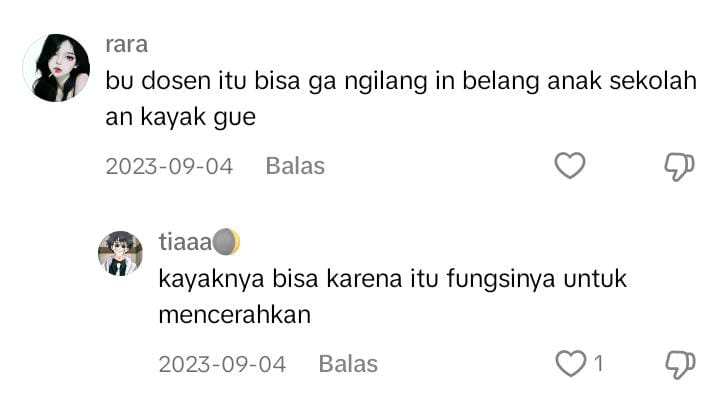 rara
bu dosen itu bisa ga ngilang in belang anak sekolah
an kayak gue
2023-09-04 Balas
tiaaa🌖
kayaknya bisa karena itu fungsinya untuk
mencerahkan
2023-09-04 Balas 1